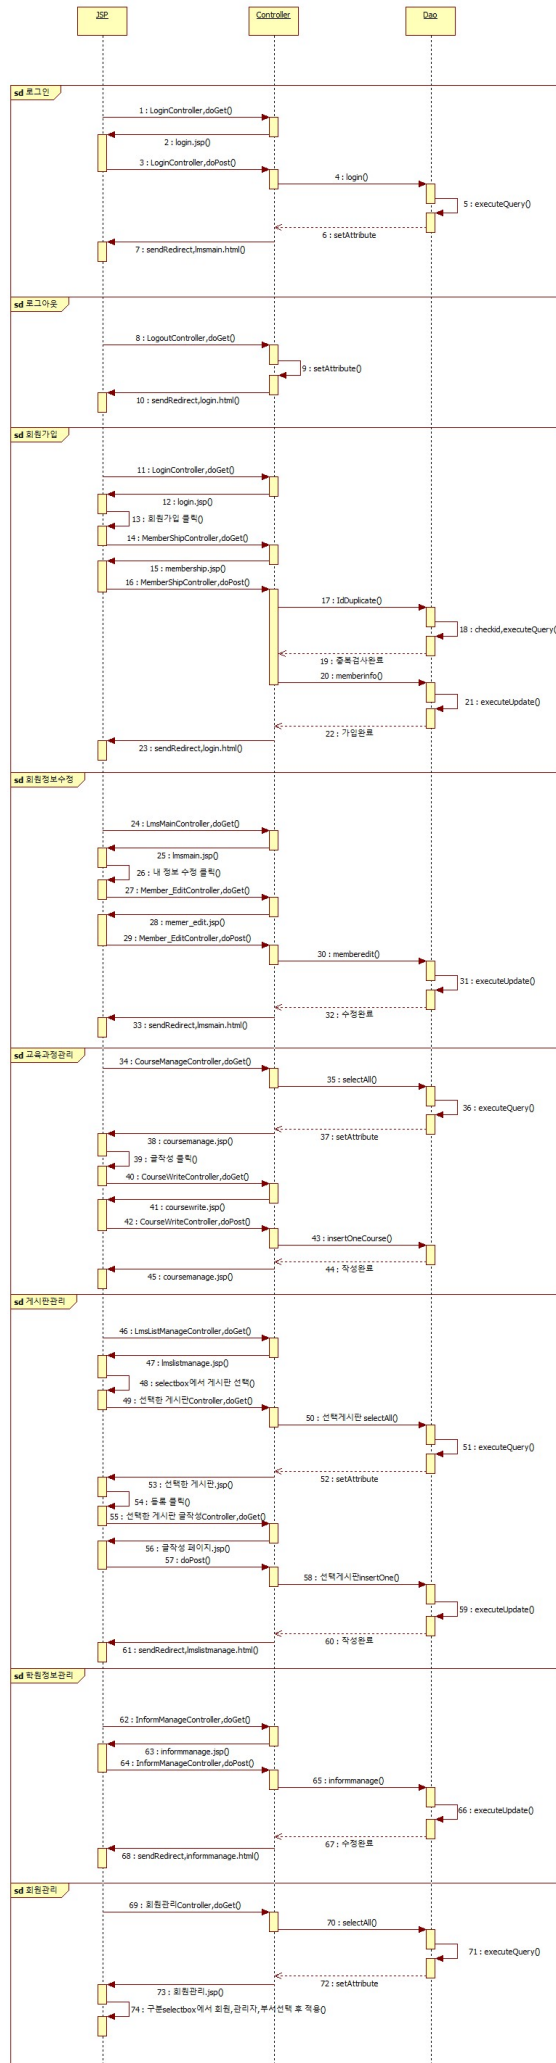 JSP
Controller
Dao
sd 로그인
1 : LoginController,doGet()
2 : login.jsp()
3 : LoginController,doPost()
4 : login()
5 : executeQuery()
6 : setAttribute
7 : sendRedirect,lmsmain.html()
sd 로그아웃
8 : LogoutController,doGet()
9 : setAttribute()
10 : sendRedirect,login.html()
sd 회원가입
11 : LoginController,doGet()
12 : login.jsp()
13 : 회원가입 클릭()
14 : MemberShipController,doGet()
15 : membership.jsp()
16 : MemberShipController,doPost()
17 : IdDuplicate()
18 : checkid,executeQuery()
19 : 중복검사완료
20 : memberinfo()
21 : executeUpdate()
22 : 가입완료
23 : sendRedirect,login.html()
sd 회원정보수정
24 : LmsMainController,doGet()
25 : lmsmain.jsp()
26 : 내 정보 수정 클릭()
27 : Member_EditController,doGet()
28 : memer_edit.jsp()
29 : Member_EditController,doPost()
30 : memberedit()
31 : executeUpdate()
32 : 수정완료
33 : sendRedirect,lmsmain.html()
sd 교육과정관리
34 : CourseManageController,doGet()
35 : selectAll()
36 : executeQuery()
37 : setAttribute
38 : coursemanage.jsp()
39 : 글작성 클릭()
40 : CourseWriteController,doGet()
41 : coursewrite.jsp()
42 : CourseWriteController,doPost()
43 : insertOneCourse()
44 : 작성완료
45 : coursemanage.jsp()
sd 게시판관리
46 : LmsListManageController,doGet()
47 : lmslistmanage.jsp()
48 : selectbox에서 게시판 선택()
49 : 선택한 게시판Controller,doGet()
50 : 선택게시판 selectAll()
51 : executeQuery()
52 : setAttribute
53 : 선택한 게시판.jsp()
54 : 등록 클릭()
55 : 선택한 게시판 글작성Controller,doGet()
56 : 글작성 페이지.jsp()
57 : doPost()
58 : 선택게시판insertOne()
59 : executeUpdate()
60 : 작성완료
61 : sendRedirect,lmslistmanage.html()
sd 학원정보관리
62 : InformManageController,doGet()
63 : informmanage.jsp()
64 : InformManageController,doPost()
65 : informmanage()
66 : executeUpdate()
67 : 수정완료
68 : sendRedirect,informmanage.html()
sd 회원관리
69 : 회원관리Controller,doGet()
70 : selectAll()
71 : executeQuery()
72 : setAttribute
73 : 회원관리.jsp()
74 : 구분selectbox에서 회원,관리자,부서선택 후 적용()